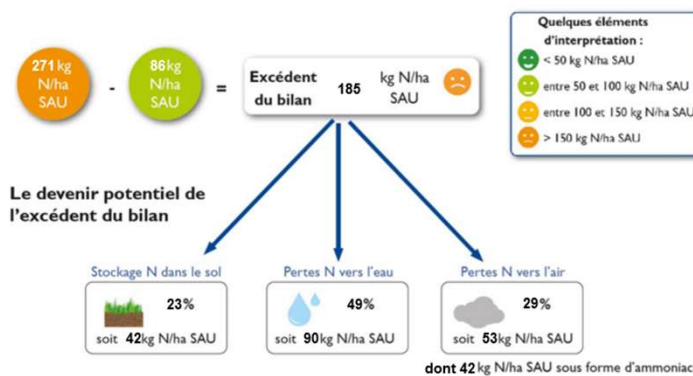 271 kg
N/ha
SAU
-
86 kg
N/ha
SAU
=
Excédent
du bilan
185
kg N/ha
SAU
Quelques éléments
d'interprétation :
< 50 kg N/ha SAU
entre 50 et 100 kg N/ha SAU
entre 100 et 150 kg N/ha SAU
> 150 kg N/ha SAU
Le devenir potentiel de
l'excédent du bilan
Stockage N dans le sol
23%
soit 42kg N/ha SAU
Pertes N vers l'eau
49%
soit 90kg N/ha SAU
Pertes N vers l'air
29%
soit 53kg N/ha SAU
dont 42 kg N/ha SAU sous forme d'ammoniac